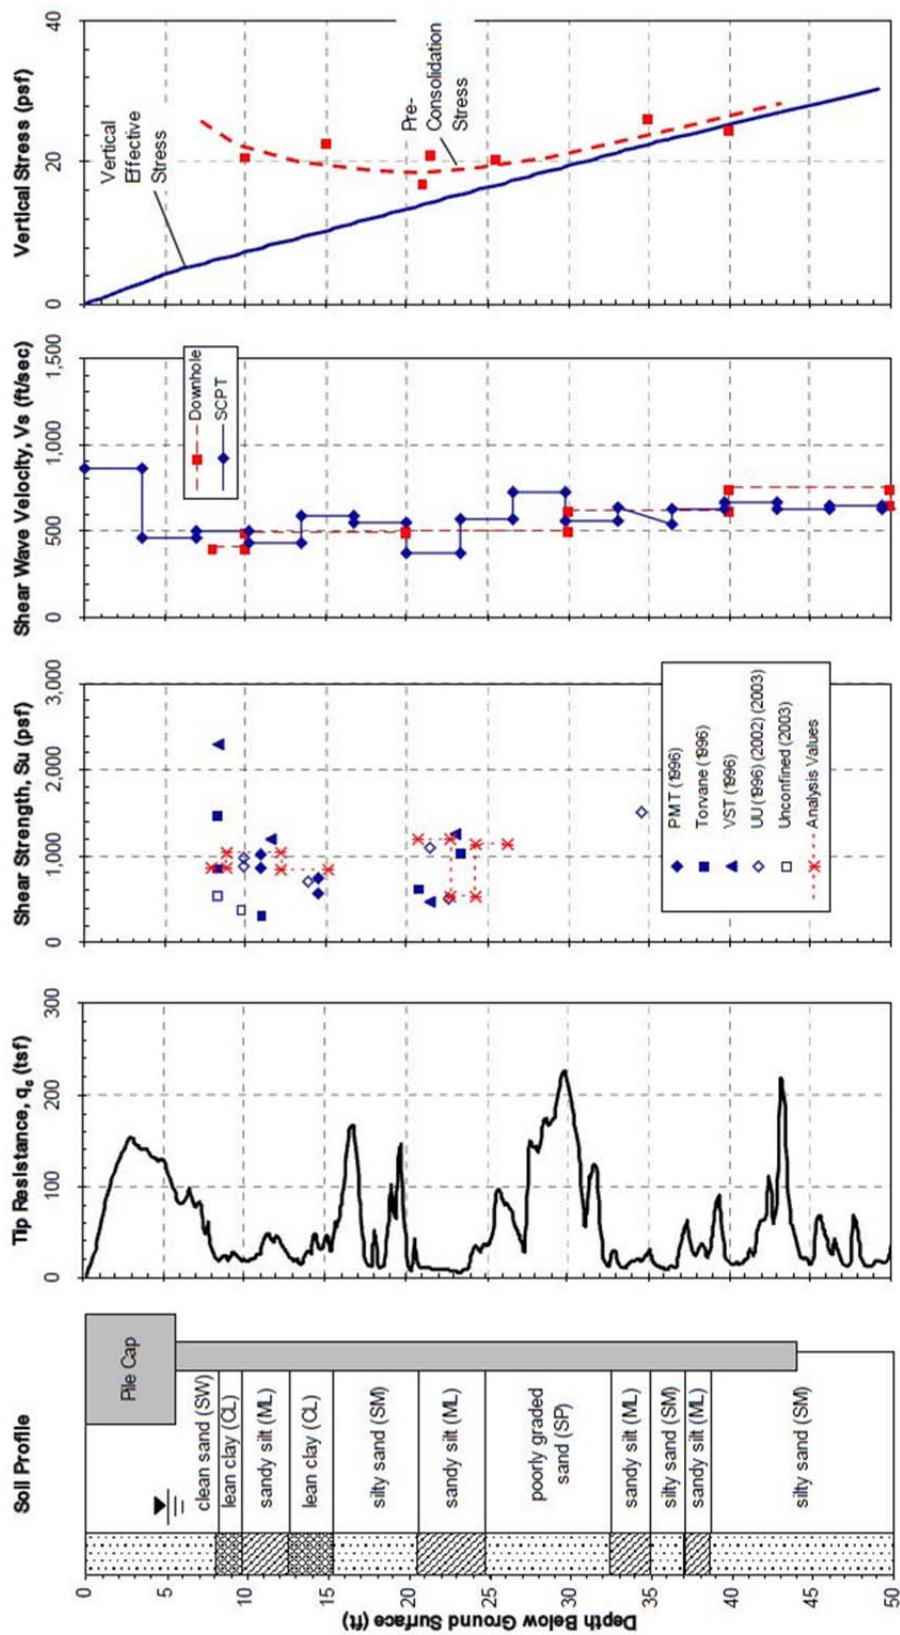 Soil Profile
Tip Resistance, qc (tsf)
Shear Strength, Su (psf)
Shear Wave Velocity, Vs (ft/sec)
Vertical Stress (psf)
Depth Below Ground Surface (ft)
0
5
10
15
20
25
30
35
40
45
50
Pile Cap
clean sand (SW)
lean clay (CL)
sandy silt (ML)
lean clay (CL)
silty sand (SM)
sandy silt (ML)
poorly graded
sand (SP)
sandy silt (ML)
silty sand (SM)
sandy silt (ML)
silty sand (SM)
0
100
200
300
0
1,000
2,000
3,000
PMT (1996)
Torvane (1996)
VST (1996)
UU (1996) (2002) (2003)
Unconfined (2003)
Analysis Values
0
500
1,000
1,500
Downhole
SCPT
0
20
40
Vertical
Effective
Stress
Pre-
Consolidation
Stress